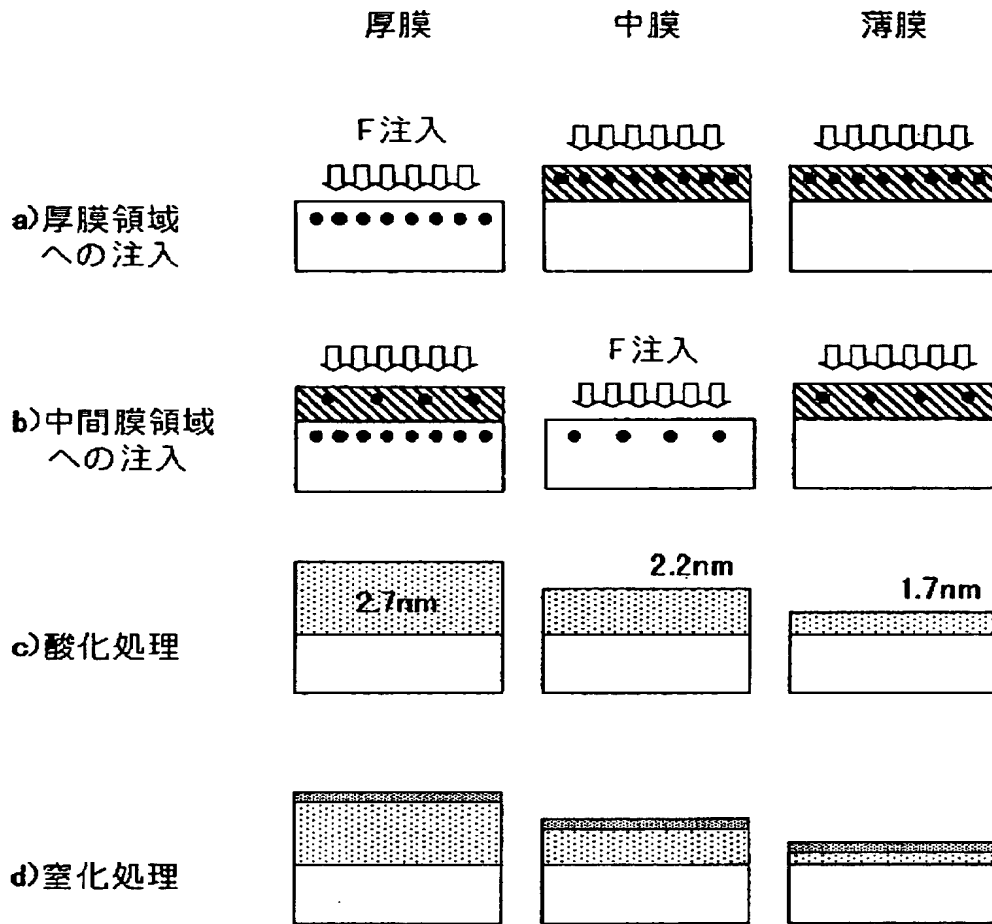 厚膜 中膜 薄膜
F注入
a)厚膜領域
への注入
F注入
b)中間膜領域
への注入
2.7nm
2.2nm
1.7nm
c)酸化処理
d)窒化処理